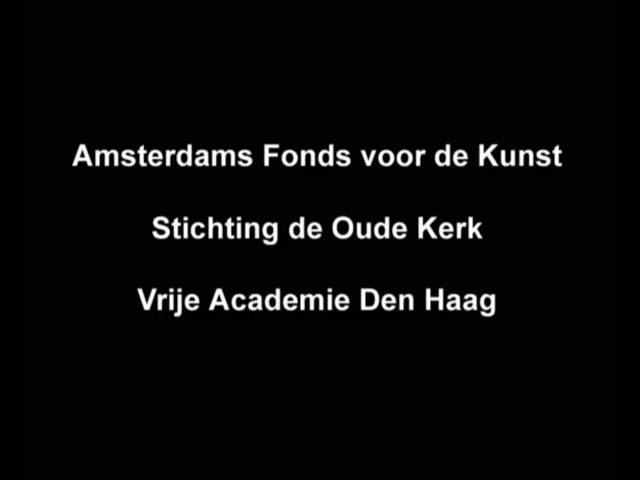 Amsterdams Fonds voor de Kunst
Stichting de Oude Kerk
Vrije Academie Den Haag